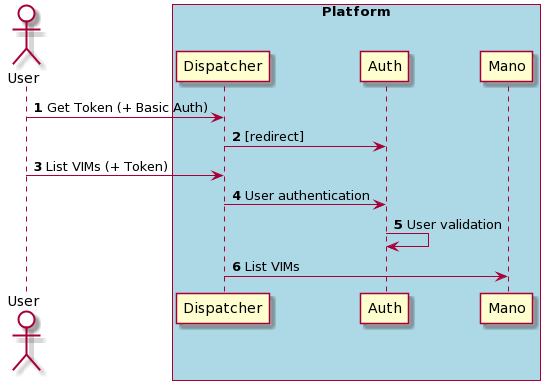 Platform
User
Dispatcher
Auth
Mano
1 Get Token (+ Basic Auth)
2 [redirect]
3 List VIMs (+ Token)
4 User authentication
5 User validation
6 List VIMs
User
Dispatcher
Auth
Mano